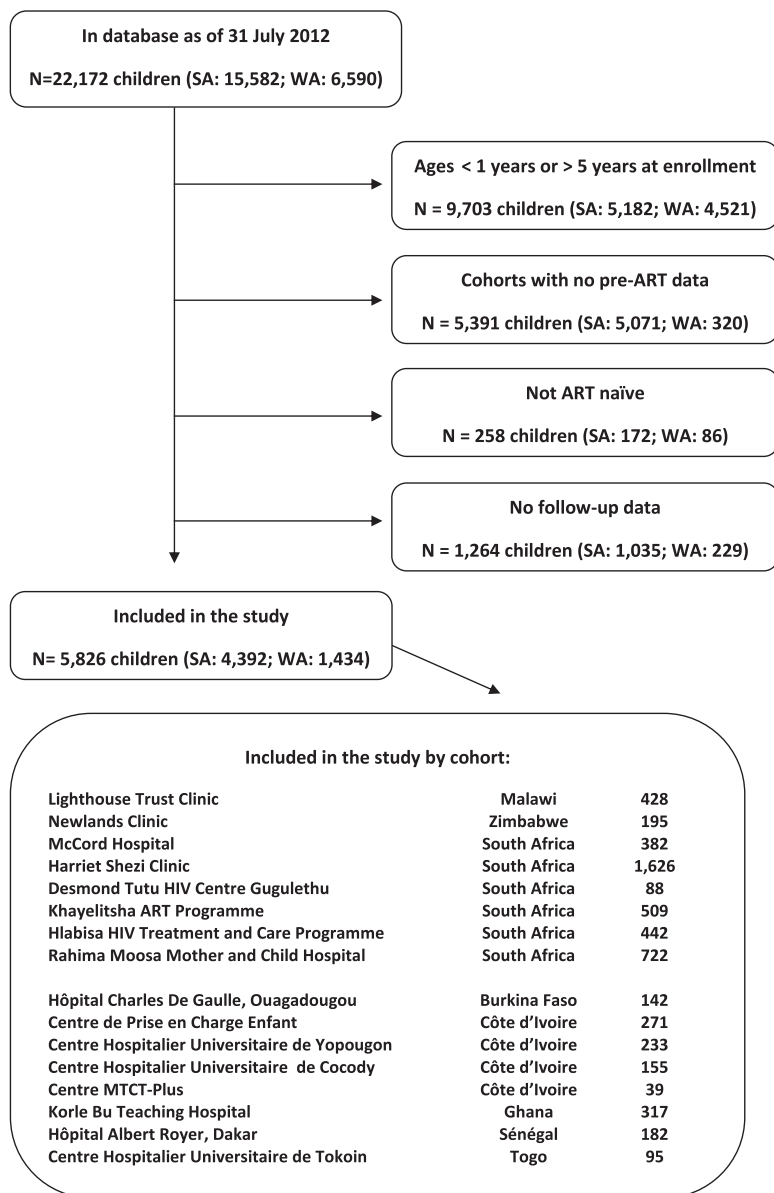 In database as of 31 July 2012
N=22,172 children (SA: 15,582; WA: 6,590)
Ages < 1 years or > 5 years at enrollment
N = 9,703 children (SA: 5,182; WA: 4,521)
Cohorts with no pre-ART data
N = 5,391 children (SA: 5,071; WA: 320)
Not ART naïve
N = 258 children (SA: 172; WA: 86)
No follow-up data
N = 1,264 children (SA: 1,035; WA: 229)
Included in the study
N= 5,826 children (SA: 4,392; WA: 1,434)
Included in the study by cohort:
Lighthouse Trust Clinic Malawi 428
Newlands Clinic Zimbabwe 195
McCord Hospital South Africa 382
Harriet Shezi Clinic South Africa 1,626
Desmond Tutu HIV Centre Gugulethu South Africa 88
Khayelitsha ART Programme South Africa 509
Hlabisa HIV Treatment and Care Programme South Africa 442
Rahima Moosa Mother and Child Hospital South Africa 722
Hôpital Charles De Gaulle, Ouagadougou Burkina Faso 142
Centre de Prise en Charge Enfant Côte d’Ivoire 271
Centre Hospitalier Universitaire de Yopougon Côte d’Ivoire 233
Centre Hospitalier Universitaire de Cocody Côte d’Ivoire 155
Centre MTCT-Plus Côte d’Ivoire 39
Korle Bu Teaching Hospital Ghana 317
Hôpital Albert Royer, Dakar Sénégal 182
Centre Hospitalier Universitaire de Tokoin Togo 95